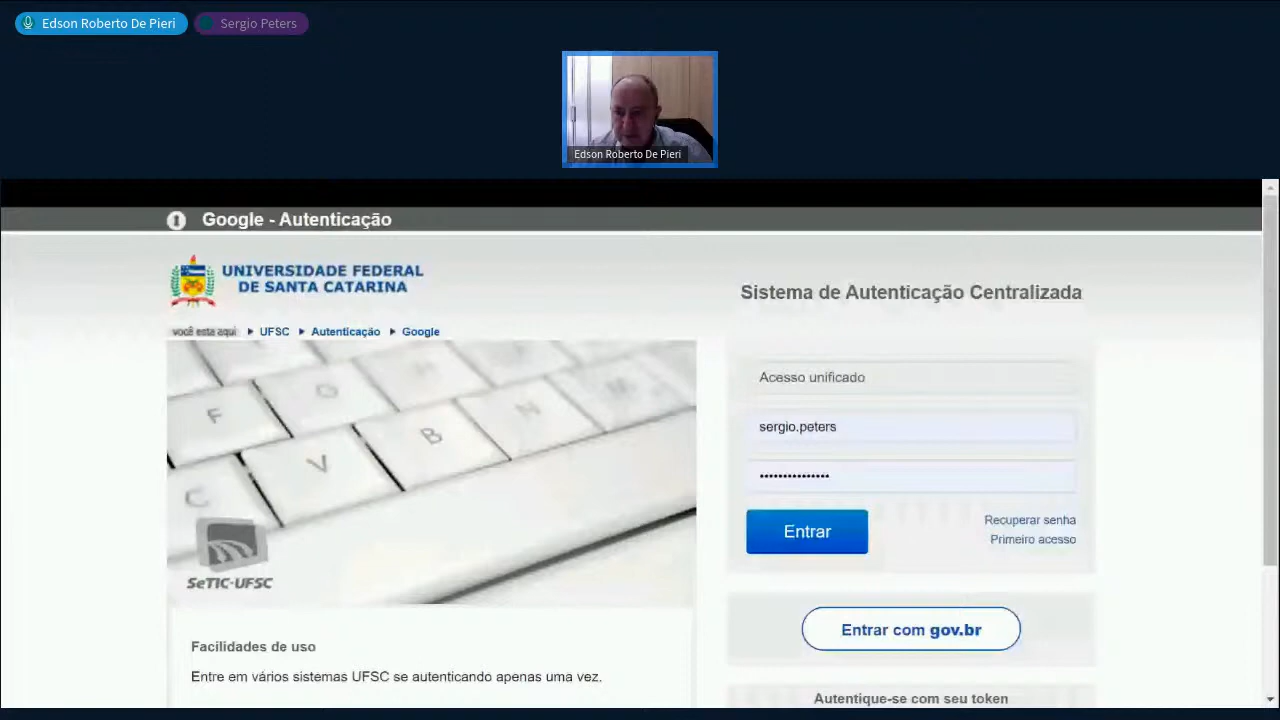 Edson Roberto De Pieri
Sergio Peters
Edson Roberto De Pieri
Google - Autenticação
UNIVERSIDADE FEDERAL
DE SANTA CATARINA
Sistema de Autenticação Centralizada
você esta aqui UFSC Autenticação Google
Acesso unificado
sergio.peters
•••••••••••••••
Entrar
Recuperar senha
Primeiro acesso
F G H
V B N M
C
SeTIC-UFSC
Entrar com gov.br
Facilidades de uso
Entre em vários sistemas UFSC se autenticando apenas uma vez.
Autentique-se com seu token